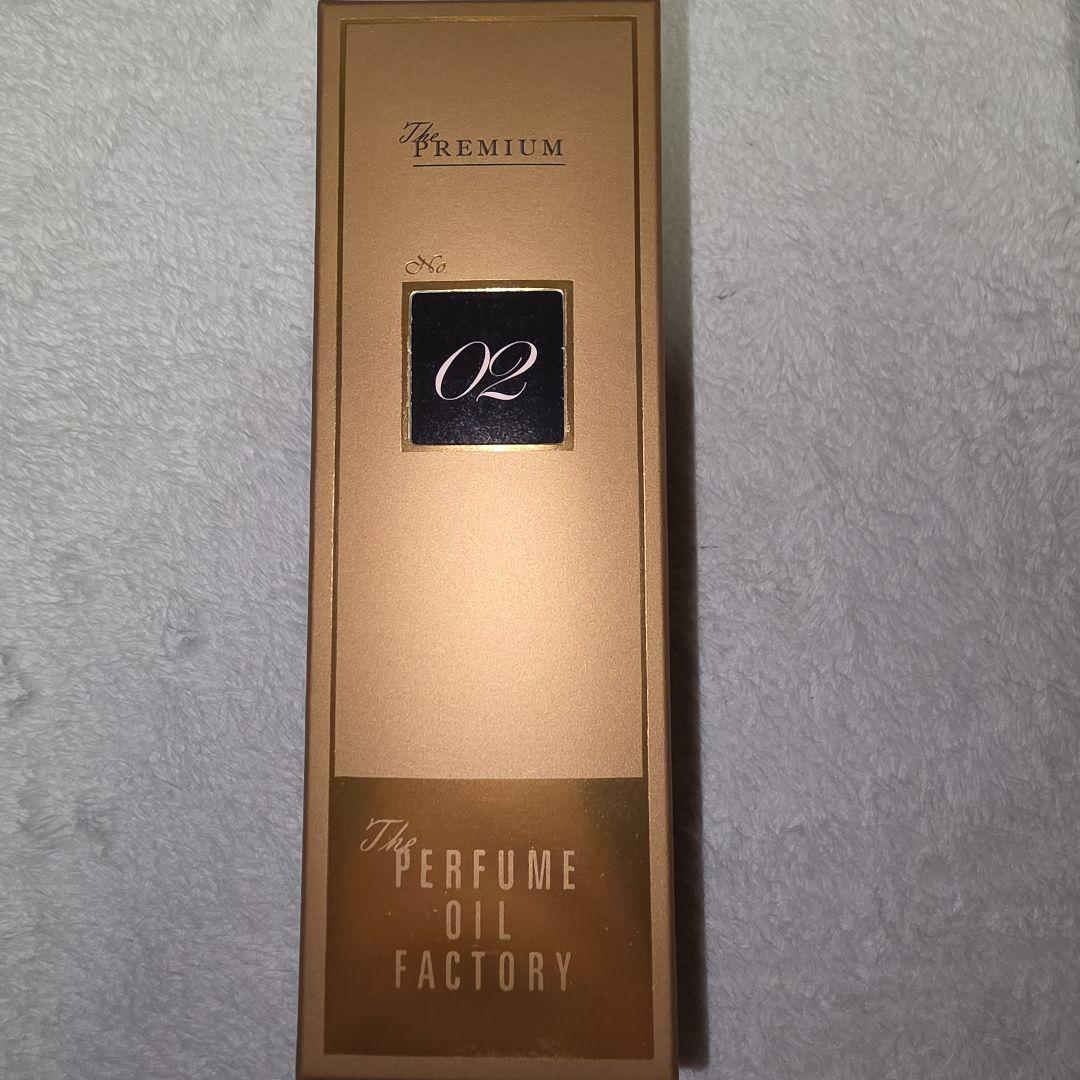 The
PREMIUM
No.
02
The
PERFUME
OIL
FACTORY